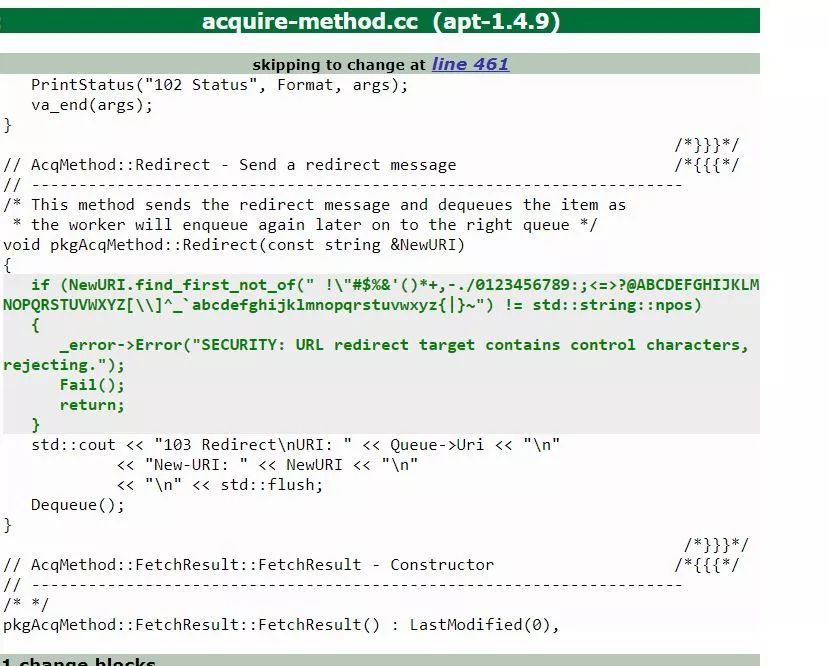 acquire-method.cc (apt-1.4.9)
skipping to change at line 461
PrintStatus("102 Status", Format, args);
va_end(args);
}
/*}}}*/
// AcqMethod::Redirect - Send a redirect message /*{{{*/
// ---------------------------------------------------------------------
/* This method sends the redirect message and dequeues the item as
* the worker will enqueue again later on to the right queue */
void pkgAcqMethod::Redirect(const string &NewURI)
{
if (NewURI.find_first_not_of(" !\"#$%&'()*+,-./0123456789:;<=>?@ABCDEFGHIJKLM
NOPQRSTUVWXYZ[\\]^_`abcdefghijklmnopqrstuvwxyz{|}~") != std::string::npos)
{
_error->Error("SECURITY: URL redirect target contains control characters,
rejecting.");
Fail();
return;
}
std::cout << "103 Redirect\nURI: " << Queue->Uri << "\n"
<< "New-URI: " << NewURI << "\n"
<< "\n" << std::flush;
Dequeue();
}
/*}}}*/
// AcqMethod::FetchResult::FetchResult - Constructor /*{{{*/
// ---------------------------------------------------------------------
/* */
pkgAcqMethod::FetchResult::FetchResult() : LastModified(0),
1 change blocks